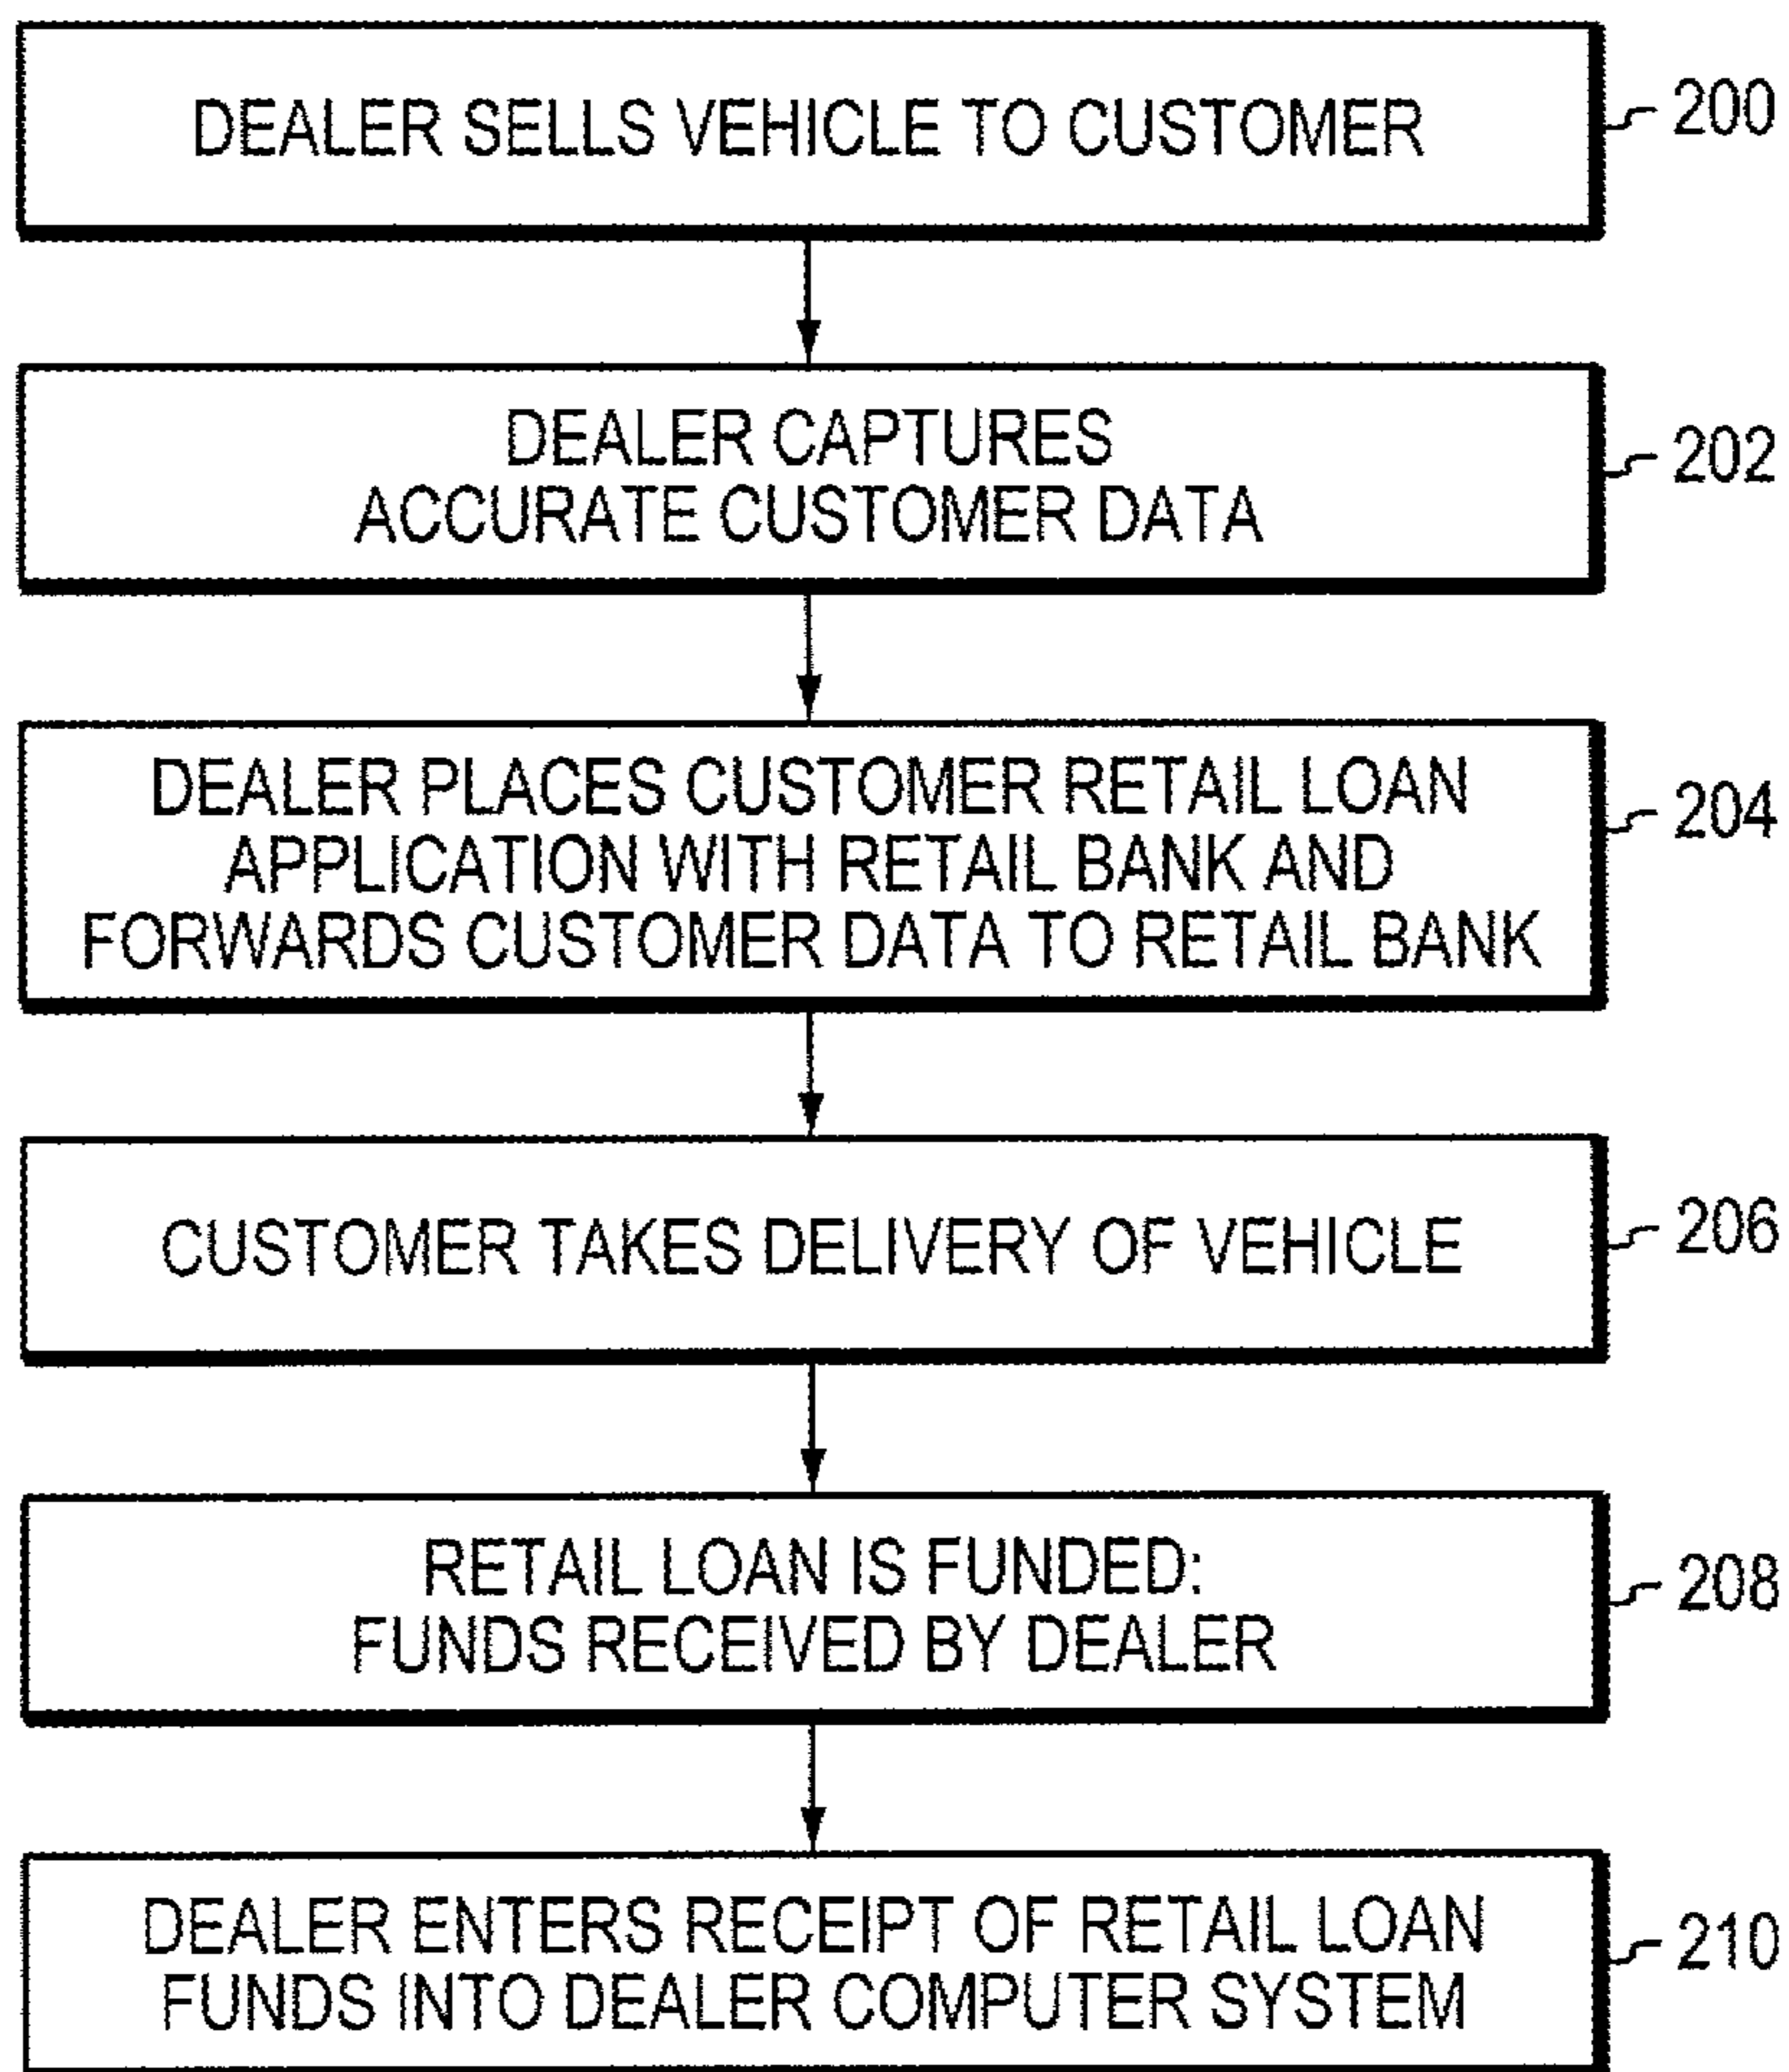 DEALER SELLS VEHICLE TO CUSTOMER
200
DEALER CAPTURES
ACCURATE CUSTOMER DATA
202
DEALER PLACES CUSTOMER RETAIL LOAN
APPLICATION WITH RETAIL BANK AND
FORWARDS CUSTOMER DATA TO RETAIL BANK
204
CUSTOMER TAKES DELIVERY OF VEHICLE
206
RETAIL LOAN IS FUNDED:
FUNDS RECEIVED BY DEALER
208
DEALER ENTERS RECEIPT OF RETAIL LOAN
FUNDS INTO DEALER COMPUTER SYSTEM
210